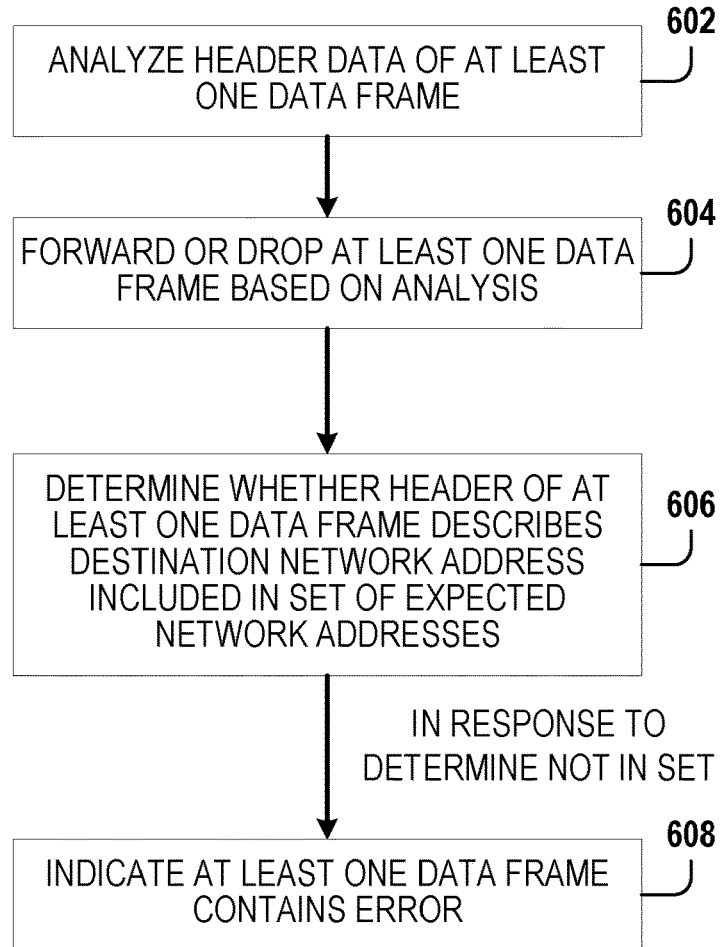 602
ANALYZE HEADER DATA OF AT LEAST
ONE DATA FRAME
604
FORWARD OR DROP AT LEAST ONE DATA
FRAME BASED ON ANALYSIS
606
DETERMINE WHETHER HEADER OF AT
LEAST ONE DATA FRAME DESCRIBES
DESTINATION NETWORK ADDRESS
INCLUDED IN SET OF EXPECTED
NETWORK ADDRESSES
IN RESPONSE TO
DETERMINE NOT IN SET
608
INDICATE AT LEAST ONE DATA FRAME
CONTAINS ERROR